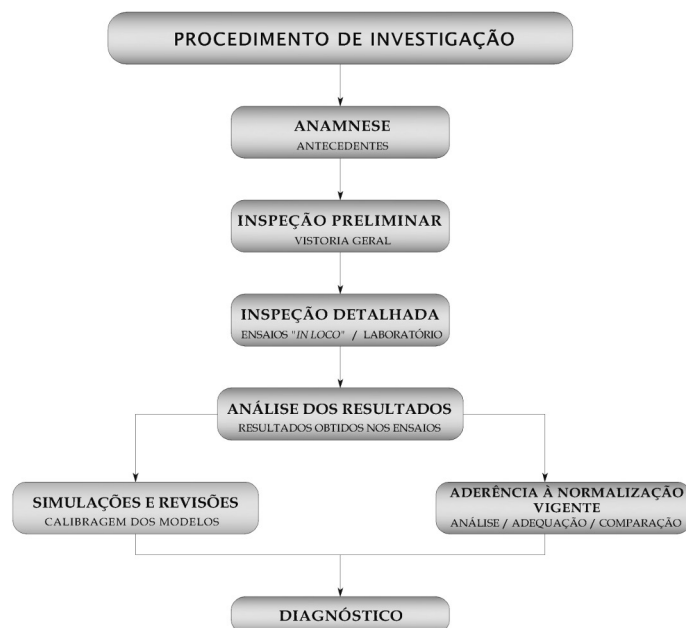 PROCEDIMENTO DE INVESTIGAÇÃO
ANAMNESE
ANTECEDENTES
INSPEÇÃO PRELIMINAR
VISTORIA GERAL
INSPEÇÃO DETALHADA
ENSAIOS "IN LOCO" / LABORATÓRIO
ANÁLISE DOS RESULTADOS
RESULTADOS OBTIDOS NOS ENSAIOS
SIMULAÇÕES E REVISÕES
CALIBRAGEM DOS MODELOS
ADERÊNCIA À NORMALIZAÇÃO
VIGENTE
ANÁLISE / ADEQUAÇÃO / COMPARAÇÃO
DIAGNÓSTICO